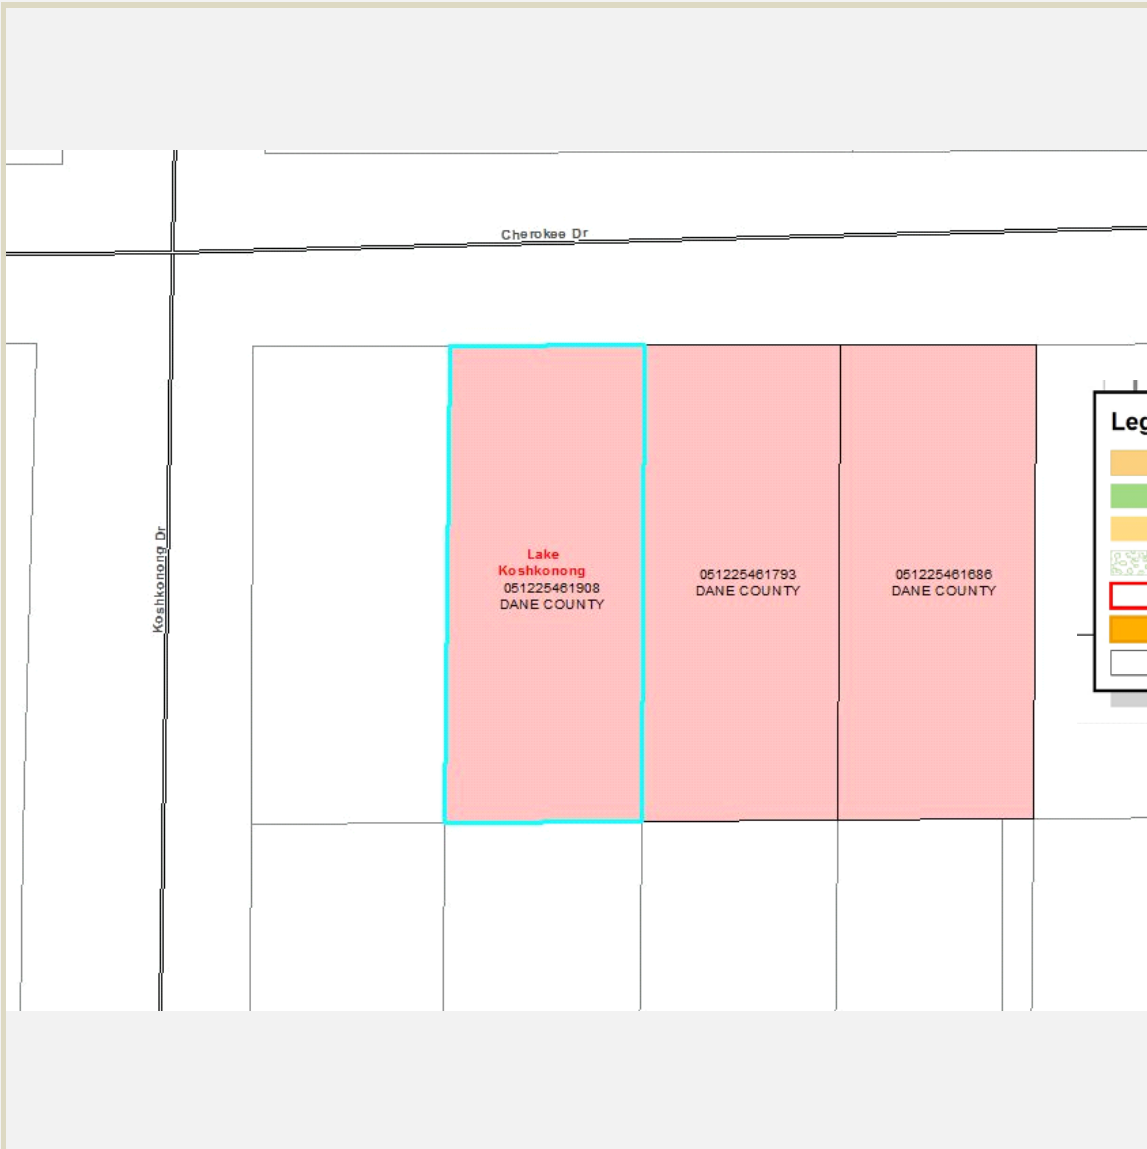 Cherokee Dr
Koshkonong Dr
Lake
Koshkonong
051225461908
DANE COUNTY
051225461793
DANE COUNTY
051225461686
DANE COUNTY
Leg